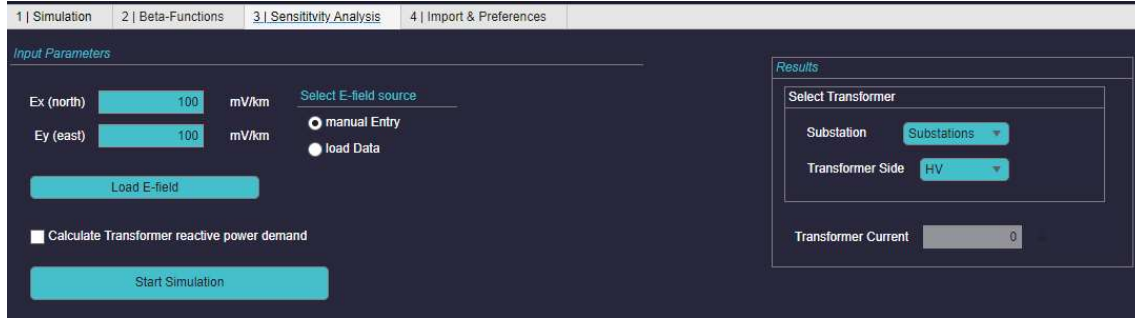 1 | Simulation 2 | Beta-Functions 3 | Sensititvity Analysis 4 | Import & Preferences
Input Parameters
Ex (north) 100 mV/km
Ey (east) 100 mV/km
Select E-field source
manual Entry
load Data
Load E-field
Calculate Transformer reactive power demand
Start Simulation
Results
Select Transformer
Substation Substations
Transformer Side HV
Transformer Current 0